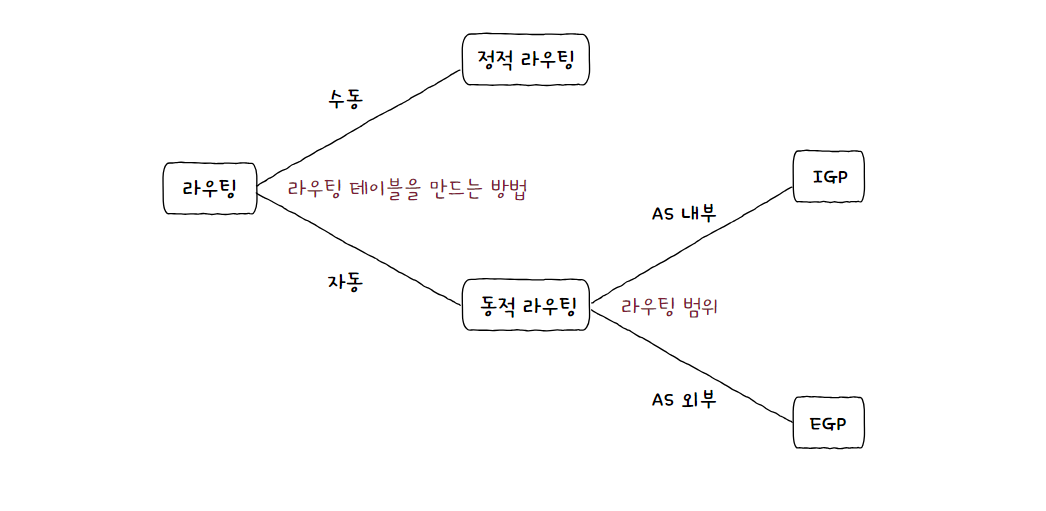 정적 라우팅
수동
IGP
라우팅
라우팅 테이블을 만드는 방법
AS 내부
자동
동적 라우팅
라우팅 범위
AS 외부
EGP